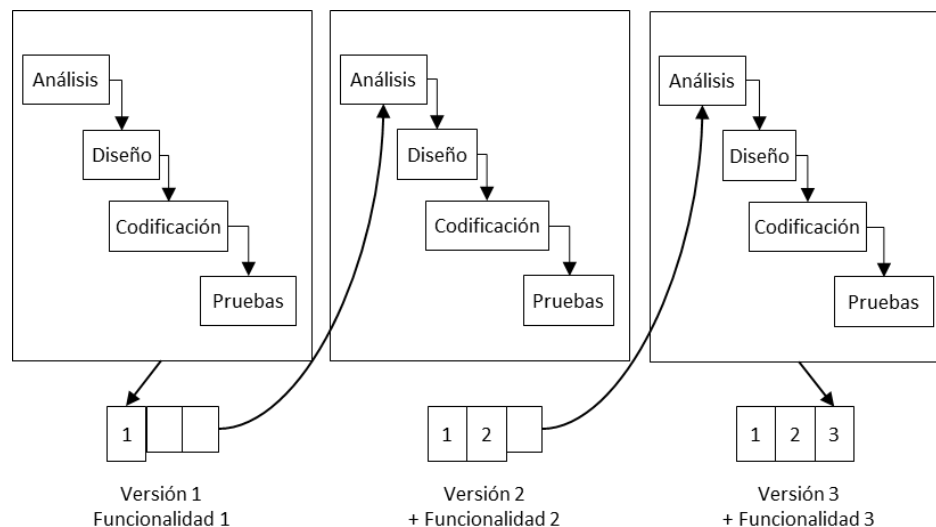 Análisis
Diseño
Codificación
Pruebas
1
Versión 1
Funcionalidad 1
Análisis
Diseño
Codificación
Pruebas
1 2
Versión 2
+ Funcionalidad 2
Análisis
Diseño
Codificación
Pruebas
1 2 3
Versión 3
+ Funcionalidad 3